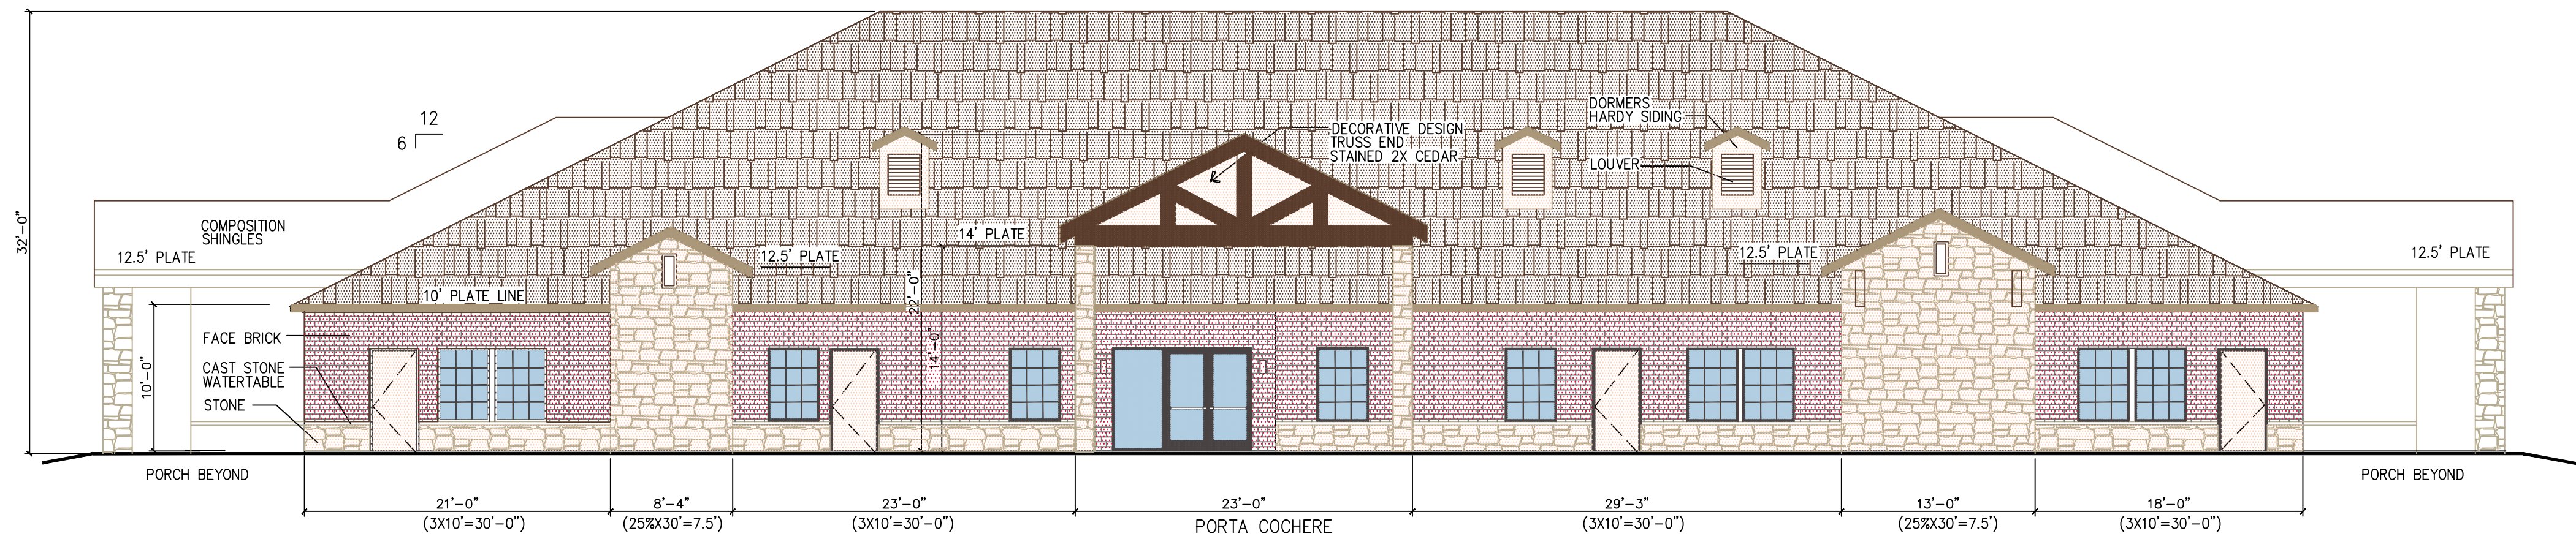 12
6
DORMERS
HARDY SIDING
DECORATIVE DESIGN
TRUSS END
STAINED 2X CEDAR
LOUVER
32'-0"
COMPOSITION
SHINGLES
14' PLATE
12.5' PLATE
12.5' PLATE
12.5' PLATE
12.5' PLATE
10' PLATE LINE
22'-0"
14'-0"
FACE BRICK
10'-0"
CAST STONE
WATERTABLE
STONE
PORCH BEYOND
PORCH BEYOND
21'-0"
(3X10'=30'-0")
8'-4"
(25%X30'=7.5')
23'-0"
(3X10'=30'-0")
23'-0"
PORTA COCHERE
29'-3"
(3X10'=30'-0")
13'-0"
(25%X30'=7.5')
18'-0"
(3X10'=30'-0")